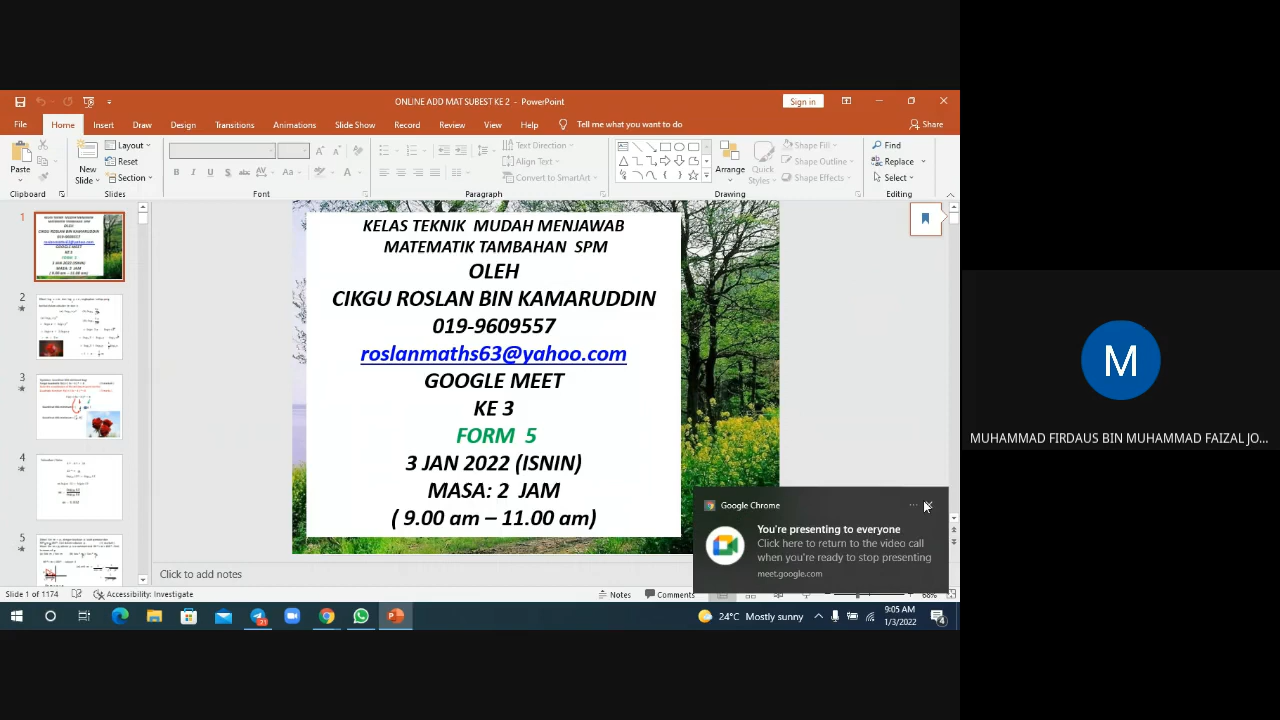 ONLINE ADD MAT SUBEST KE 2 - PowerPoint
Sign in
File Home Insert Draw Design Transitions Animations Slide Show Record Review View Help Tell me what you want to do Share
Paste
New Slide
Layout
Reset
Section
Text Direction
Align Text
Convert to SmartArt
Arrange
Quick Styles
Shape Fill
Shape Outline
Shape Effects
Find
Replace
Select
Clipboard Slides Font Paragraph Drawing Editing
1
2
3
4
5
KELAS TEKNIK MUDAH MENJAWAB
MATEMATIK TAMBAHAN SPM
OLEH
CIKGU ROSLAN BIN KAMARUDDIN
019-9609557
roslanmaths63@yahoo.com
GOOGLE MEET
KE 3
FORM 5
3 JAN 2022 (ISNIN)
MASA: 2 JAM
( 9.00 am – 11.00 am)
Google Chrome
You're presenting to everyone
Click here to return to the video call
when you're ready to stop presenting
meet.google.com
Click to add notes
Slide 1 of 1174 Accessibility: Investigate Notes Comments 68%
24°C Mostly sunny
9:05 AM
1/3/2022
M
MUHAMMAD FIRDAUS BIN MUHAMMAD FAIZAL JO...